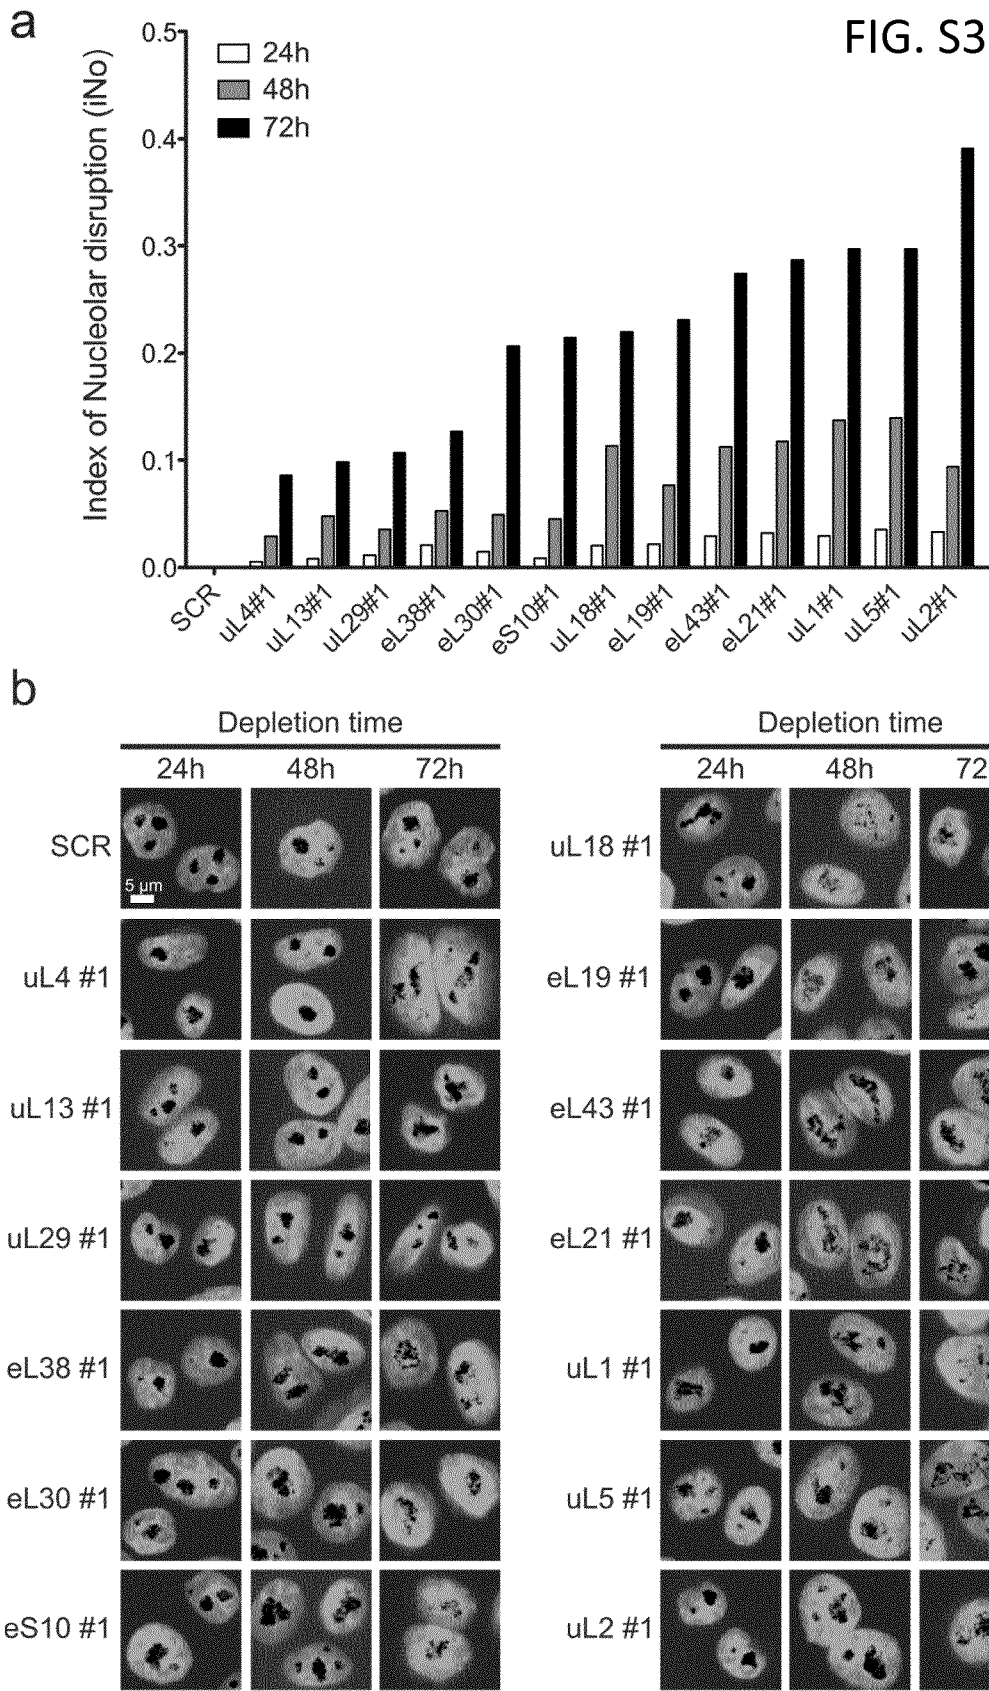 a
FIG. S3
Index of Nucleolar disruption (iNo)
0.5
0.4
0.3
0.2
0.1
0.0
24h
48h
72h
SCR
uL4#1
uL13#1
uL29#1
eL38#1
eL30#1
eS10#1
uL18#1
eL19#1
eL43#1
eL21#1
uL1#1
uL5#1
uL2#1
b
Depletion time
24h 48h 72h
SCR
5 µm
uL4 #1
uL13 #1
uL29 #1
eL38 #1
eL30 #1
eS10 #1
Depletion time
24h 48h 72
uL18 #1
eL19 #1
eL43 #1
eL21 #1
uL1 #1
uL5 #1
uL2 #1